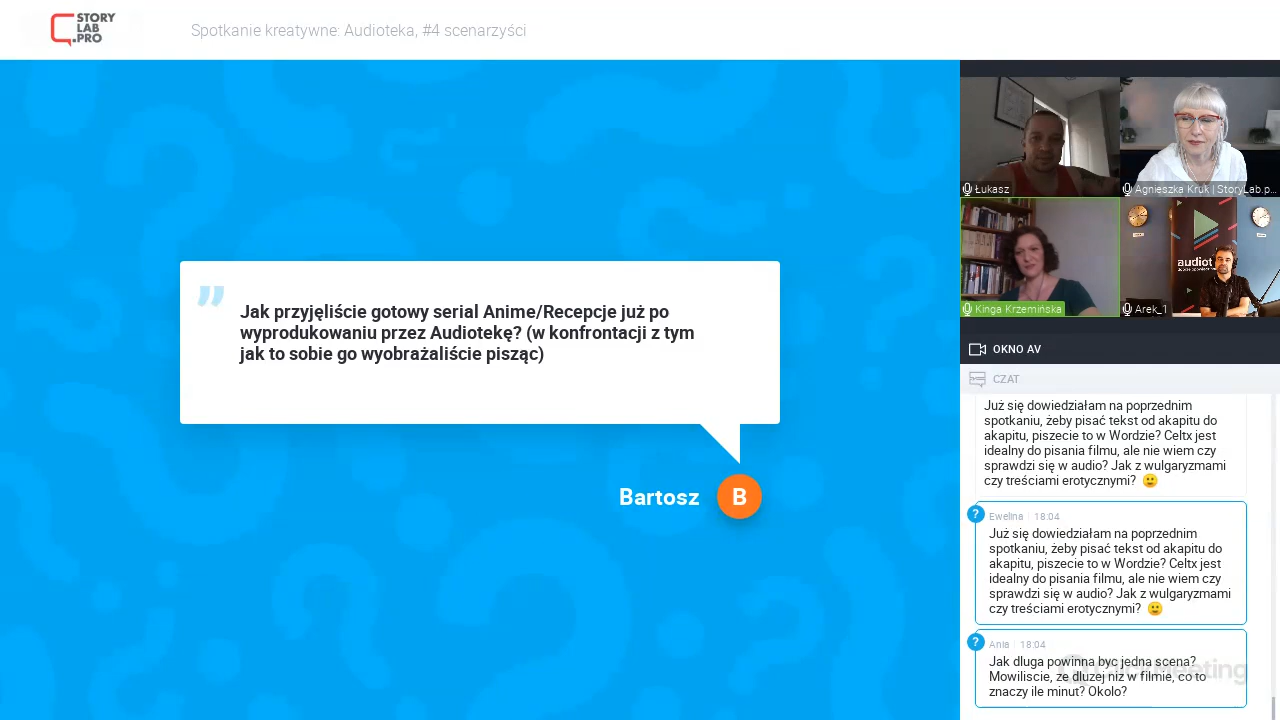 STORY
LAB
.PRO
Spotkanie kreatywne: Audioteka, #4 scenarzyści
Jak przyjęliście gotowy serial Anime/Recepcje już po
wyprodukowaniu przez Audiotekę? (w konfrontacji z tym
jak to sobie go wyobrażaliście pisząc)
Bartosz
B
Łukasz
Agnieszka Kruk | StoryLab.p...
audiot
Kinga Krzemińska
Arek_1
OKNO AV
CZAT
Już się dowiedziałam na poprzednim
spotkaniu, żeby pisać tekst od akapitu do
akapitu, piszecie to w Wordzie? Celtx jest
idealny do pisania filmu, ale nie wiem czy
sprawdzi się w audio? Jak z wulgaryzmami
czy treściami erotycznymi? 🙂
?
Ewelina 18:04
Już się dowiedziałam na poprzednim
spotkaniu, żeby pisać tekst od akapitu do
akapitu, piszecie to w Wordzie? Celtx jest
idealny do pisania filmu, ale nie wiem czy
sprawdzi się w audio? Jak z wulgaryzmami
czy treściami erotycznymi? 🙂
?
Ania 18:04
Jak dluga powinna byc jedna scena?
Mowiliscie, że dlużej niż w filmie, co to
znaczy ile minut? Okolo?